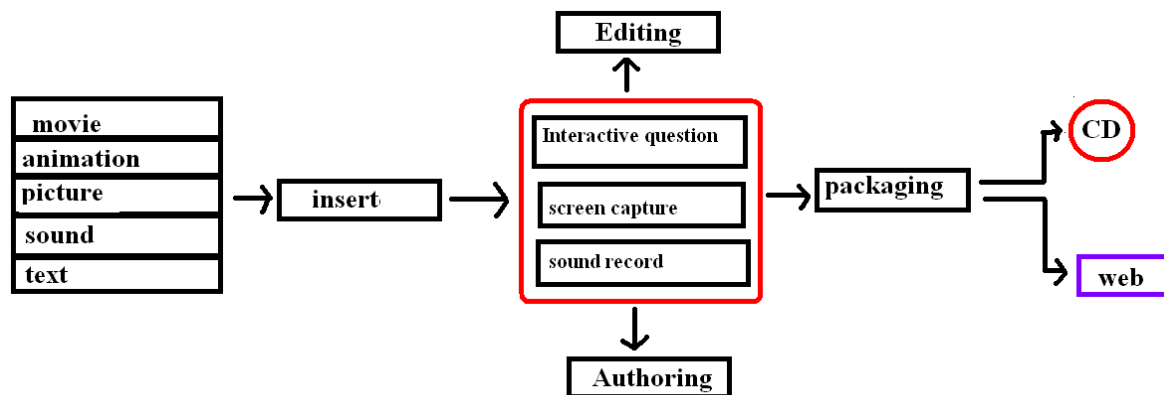 Editing
movie
animation
picture
sound
text
insert
Interactive question
screen capture
sound record
packaging
CD
web
Authoring